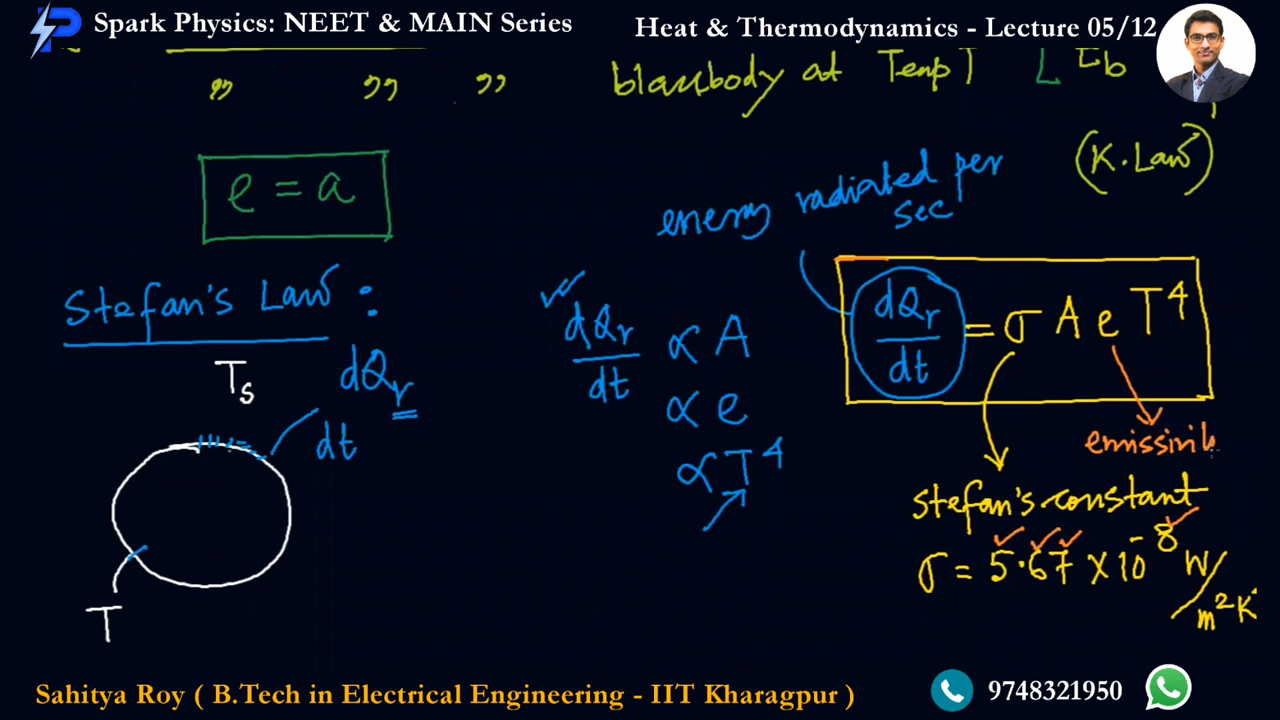 Spark Physics: NEET & MAIN Series
Heat & Thermodynamics - Lecture 05/12
" " " blackbody at Temp T
(K. Law)
e = a
energy radiated per
sec
Stefan's Law :
dQr/dt ∝ A
∝ e
∝ T⁴
dQr/dt = σ A e T⁴
Ts
dQr
dt
T
emissivi
Stefan's constant
σ = 5.67 × 10⁻⁸ W/m²K
Sahitya Roy ( B.Tech in Electrical Engineering - IIT Kharagpur )
9748321950